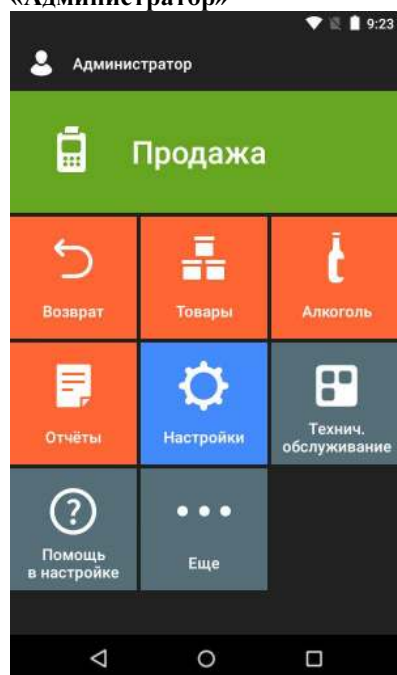 «Администратор»
9:23
Администратор
Продажа
Возврат
Товары
Алкоголь
Отчёты
Настройки
Технич.
обслуживание
Помощь
в настройке
Еще